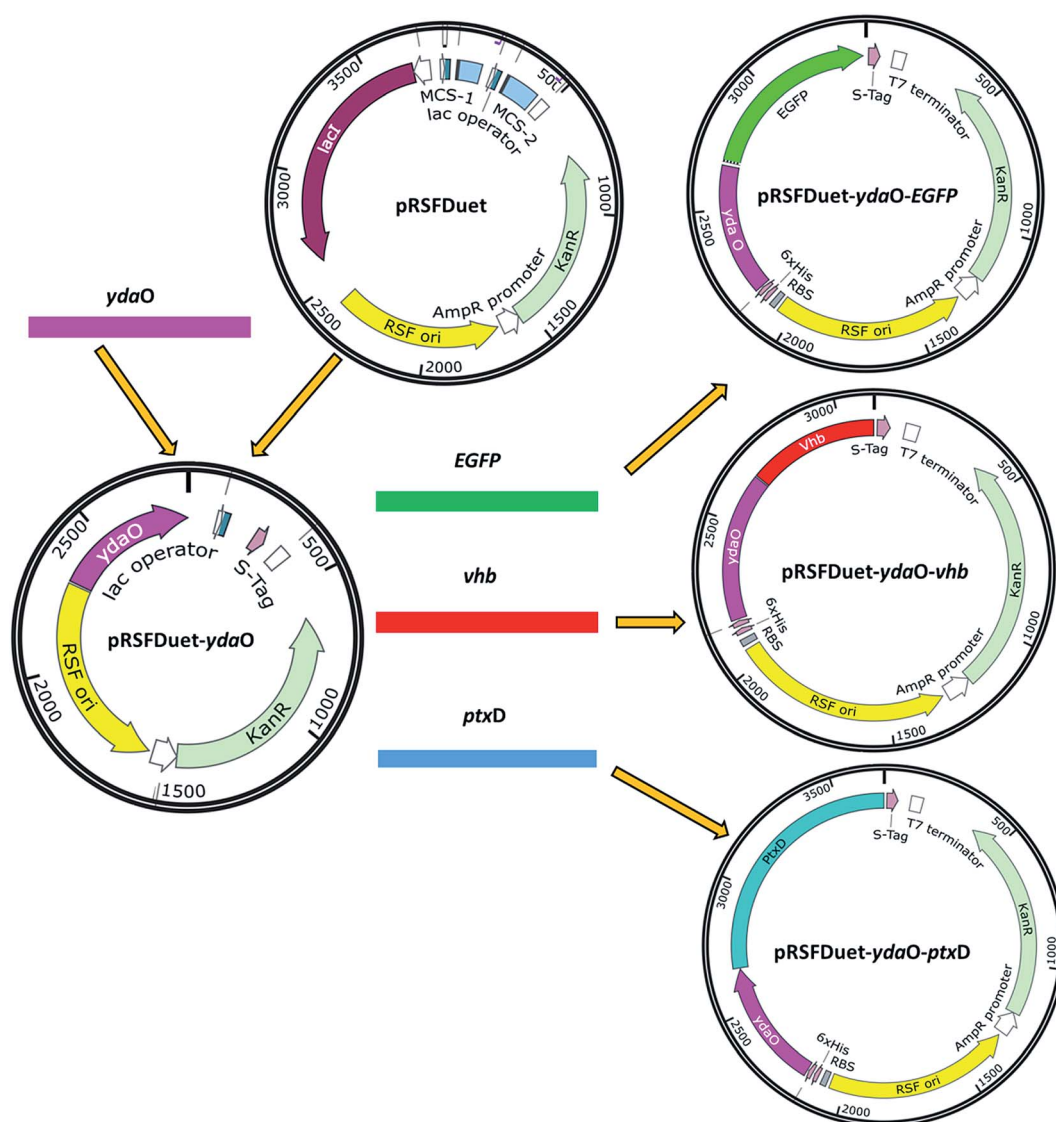 3500
500
MCS-1
lac operator
MCS-2
lacI
3000
pRSFDuet
1000
KanR
AmpR promoter
2500
RSF ori
1500
2000
ydaO
EGFP
S-Tag
T7 terminator
500
3000
KanR
pRSFDuet-ydaO-EGFP
yda O
2500
1000
6xHis
RBS
AmpR promoter
RSF ori
2000
1500
ydaO
2500
lac operator
S-Tag
500
pRSFDuet-ydaO
RSF ori
2000
KanR
1000
1500
EGFP
vhb
ptxD
3000
Vhb
S-Tag
T7 terminator
500
2500
ydaO
pRSFDuet-ydaO-vhb
KanR
1000
6xHis
RBS
AmpR promoter
RSF ori
2000
1500
3500
S-Tag
T7 terminator
500
PtxD
3000
KanR
pRSFDuet-ydaO-ptxD
1000
2500
ydaO
6xHis
RBS
AmpR promoter
RSF ori
1500
2000